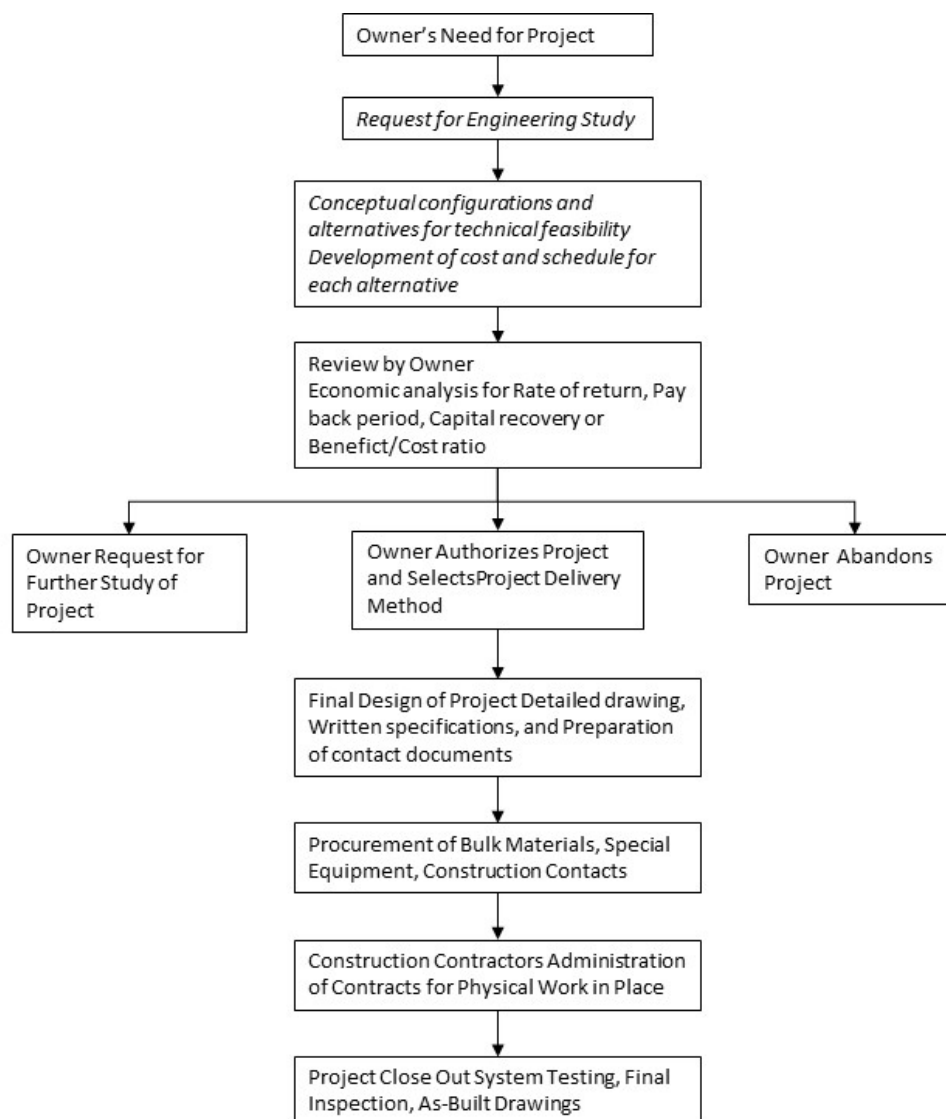 Owner’s Need for Project
Request for Engineering Study
Conceptual configurations and
alternatives for technical feasibility
Development of cost and schedule for
each alternative
Review by Owner
Economic analysis for Rate of return, Pay
back period, Capital recovery or
Benefict/Cost ratio
Owner Request for
Further Study of
Project
Owner Authorizes Project
and SelectsProject Delivery
Method
Owner Abandons
Project
Final Design of Project Detailed drawing,
Written specifications, and Preparation
of contact documents
Procurement of Bulk Materials, Special
Equipment, Construction Contacts
Construction Contractors Administration
of Contracts for Physical Work in Place
Project Close Out System Testing, Final
Inspection, As-Built Drawings